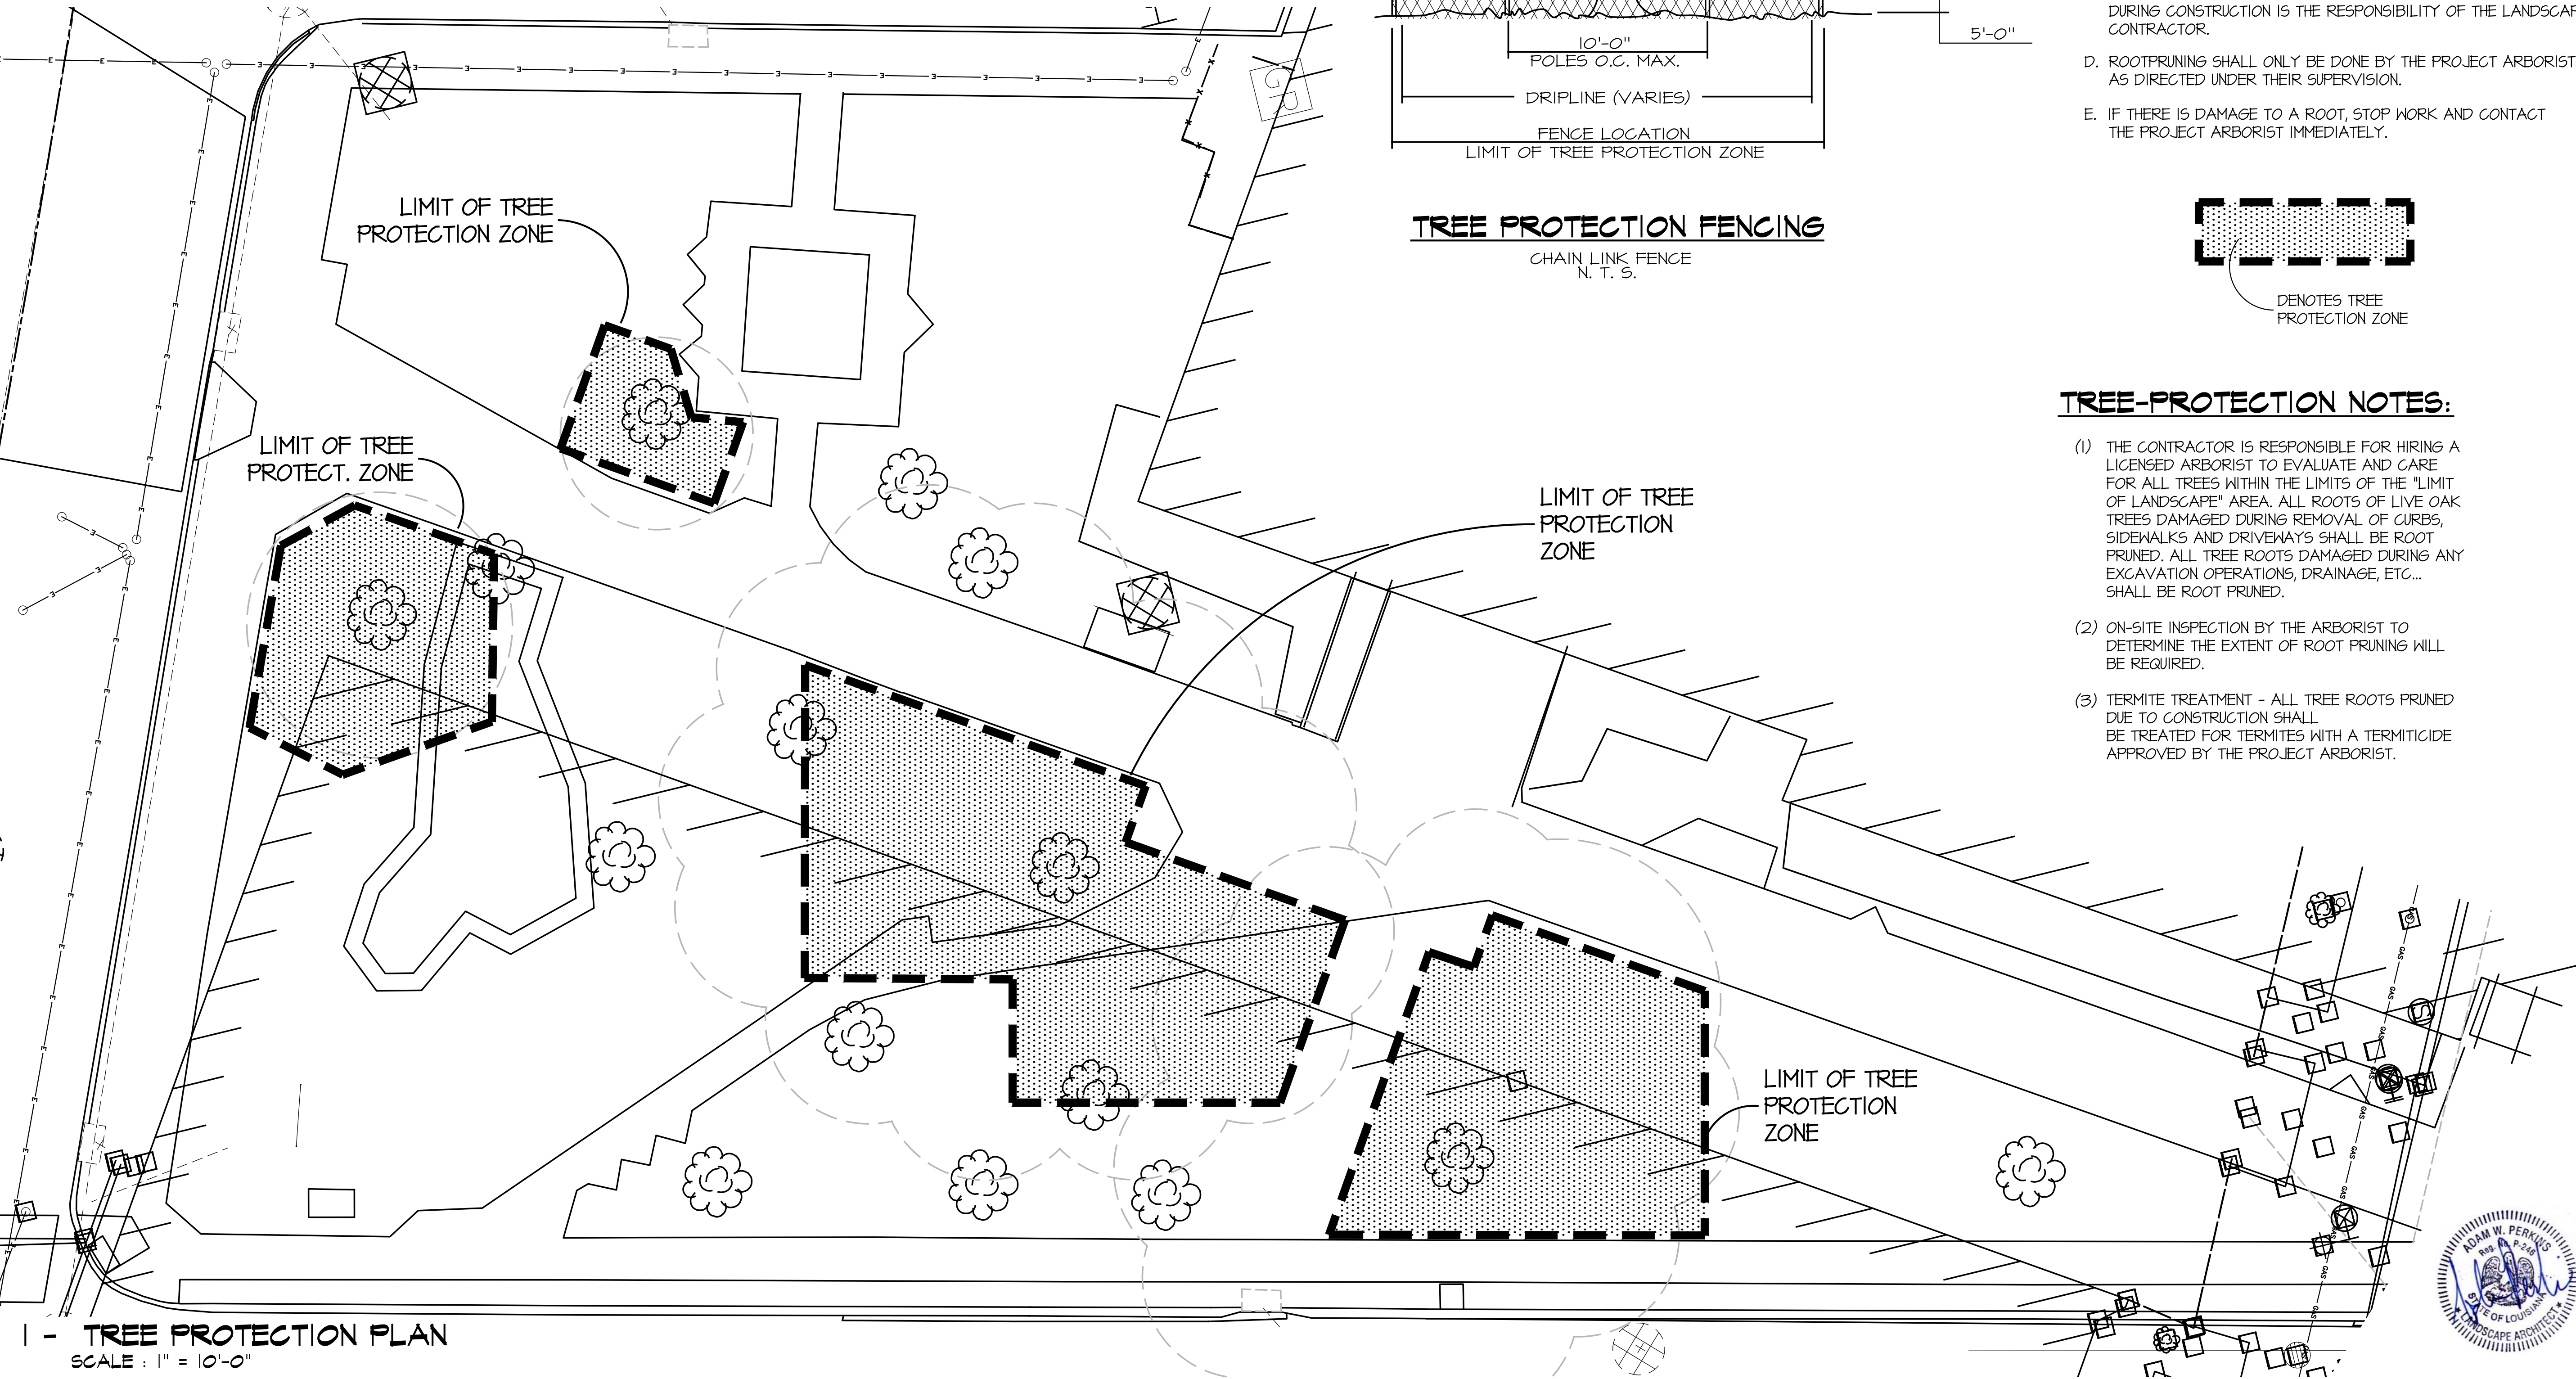 DURING CONSTRUCTION IS THE RESPONSIBILITY OF THE
CONTRACTOR.
D. ROOTPRUNING SHALL ONLY BE DONE BY THE PROJECT ARBORIST
AS DIRECTED UNDER THEIR SUPERVISION.
E. IF THERE IS DAMAGE TO A ROOT, STOP WORK AND CONTACT
THE PROJECT ARBORIST IMMEDIATELY.
5'-0"
10'-0"
POLES O.C. MAX.
DRIPLINE (VARIES)
FENCE LOCATION
LIMIT OF TREE PROTECTION ZONE
TREE PROTECTION FENCING
CHAIN LINK FENCE
N. T. S.
DENOTES TREE
PROTECTION ZONE
TREE-PROTECTION NOTES:
(1) THE CONTRACTOR IS RESPONSIBLE FOR HIRING A
LICENSED ARBORIST TO EVALUATE AND CARE
FOR ALL TREES WITHIN THE LIMITS OF THE "LIMIT
OF LANDSCAPE" AREA. ALL ROOTS OF LIVE OAK
TREES DAMAGED DURING REMOVAL OF CURBS,
SIDEWALKS AND DRIVEWAYS SHALL BE ROOT
PRUNED. ALL TREE ROOTS DAMAGED DURING ANY
EXCAVATION OPERATIONS, DRAINAGE, ETC...
SHALL BE ROOT PRUNED.
(2) ON-SITE INSPECTION BY THE ARBORIST TO
DETERMINE THE EXTENT OF ROOT PRUNING WILL
BE REQUIRED.
(3) TERMITE TREATMENT - ALL TREE ROOTS PRUNED
DUE TO CONSTRUCTION SHALL
BE TREATED FOR TERMITES WITH A TERMITICIDE
APPROVED BY THE PROJECT ARBORIST.
LIMIT OF TREE
PROTECTION ZONE
LIMIT OF TREE
PROTECT. ZONE
LIMIT OF TREE
PROTECTION
ZONE
LIMIT OF TREE
PROTECTION
ZONE
GR
GAS
S
ADAM W. PERKINS
Reg. No. P-246
STATE OF LOUISIANA
LANDSCAPE ARCHITECT
1 - TREE PROTECTION PLAN
SCALE : 1" = 10'-0"